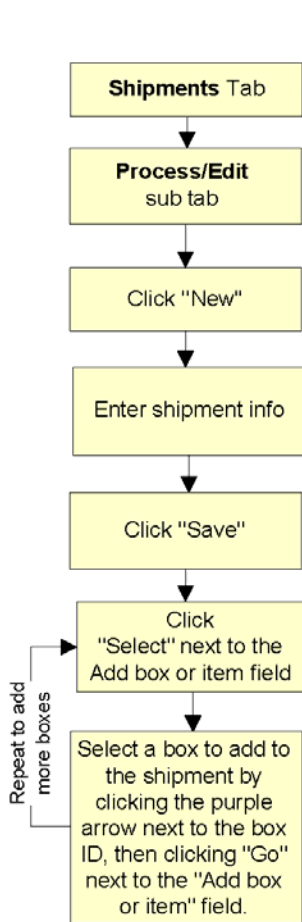 Shipments Tab
Process/Edit
sub tab
Click "New"
Enter shipment info
Click "Save"
Click
"Select" next to the
Add box or item field
Repeat to add
more boxes
Select a box to add to
the shipment by
clicking the purple
arrow next to the box
ID, then clicking "Go"
next to the "Add box
or item" field.